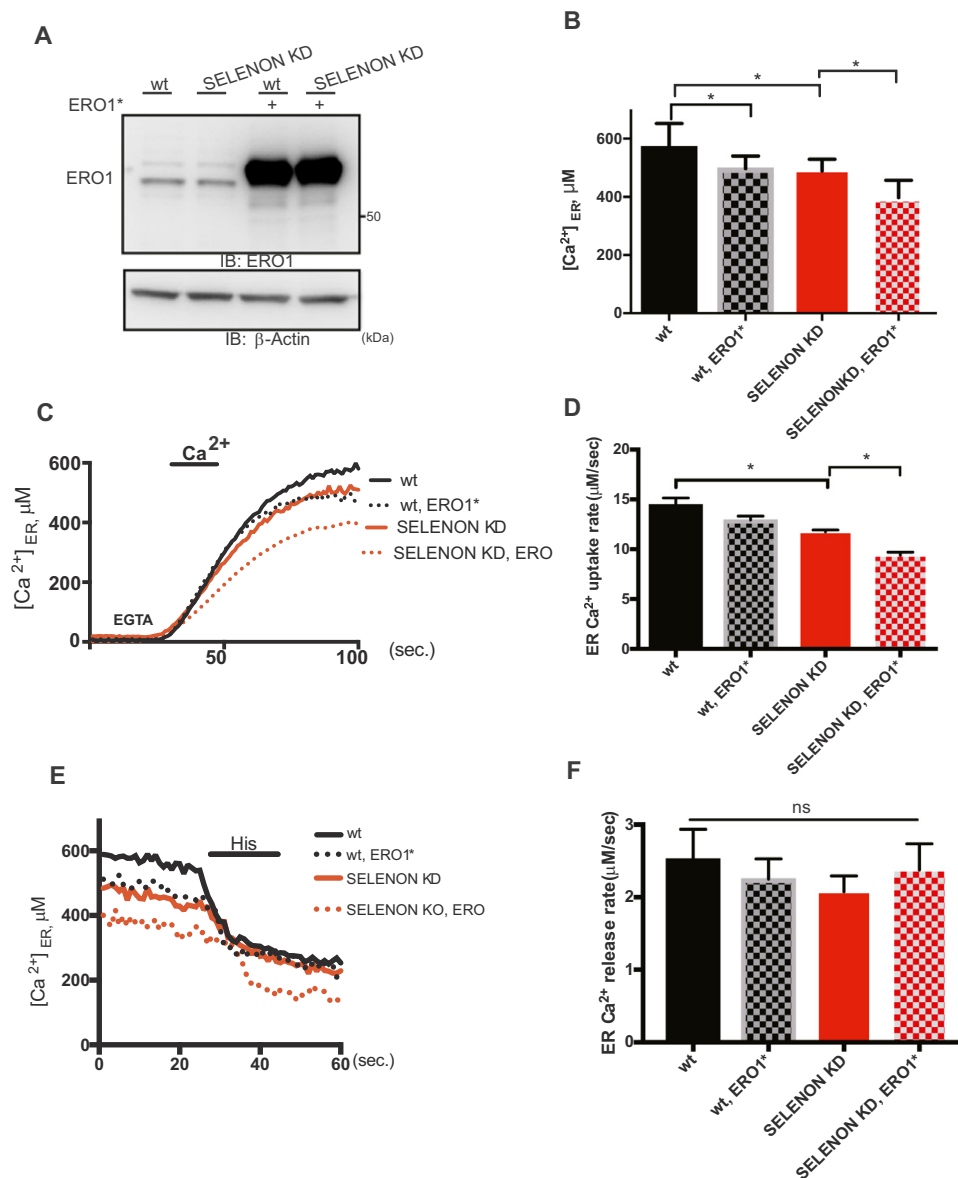 A
wt
SELENON KD
wt
SELENON KD
ERO1*
+
+
ERO1
50
IB: ERO1
IB: β-Actin
(kDa)
B
*
*
*
[Ca2+] ER, µM
600
400
200
0
wt
wt, ERO1*
SELENON KD
SELENONKD, ERO1*
C
Ca2+
[Ca2+] ER, µM
600
400
200
0
EGTA
50
100
(sec.)
wt
wt, ERO1*
SELENON KD
SELENON KD, ERO
D
*
*
ER Ca2+ uptake rate (µM/sec)
20
15
10
5
0
wt
wt, ERO1*
SELENON KD
SELENON KD, ERO1*
E
His
[Ca 2+] ER, µM
600
400
200
0
0
20
40
60
(sec.)
wt
wt, ERO1*
SELENON KD
SELENON KO, ERO
F
ns
ER Ca2+ release rate (µM/sec)
3
2
1
0
wt
wt, ERO1*
SELENON KD
SELENON KD, ERO1*